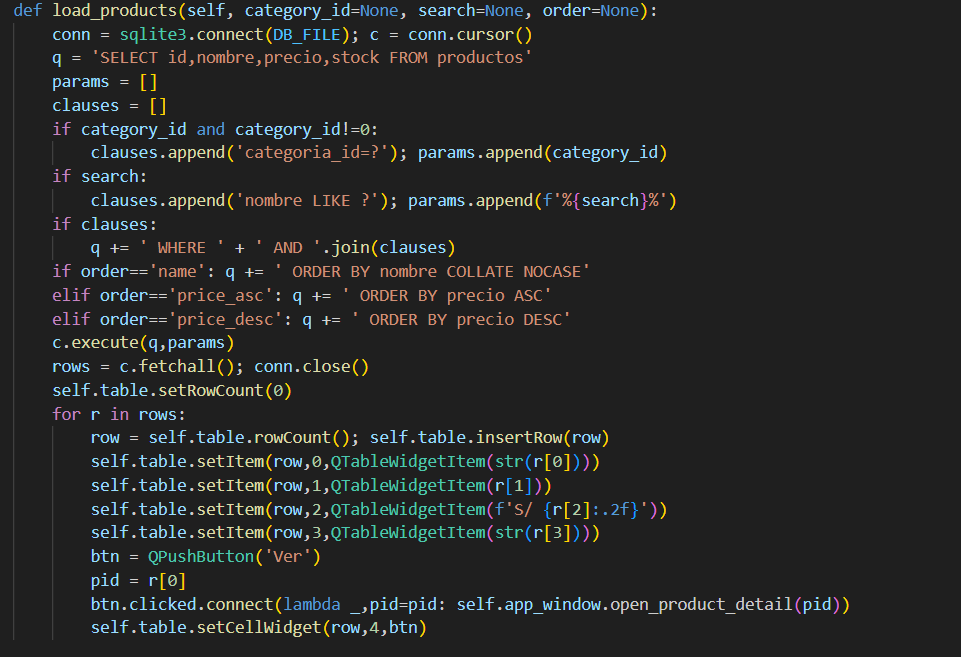 def load_products(self, category_id=None, search=None, order=None):
    conn = sqlite3.connect(DB_FILE); c = conn.cursor()
    q = 'SELECT id,nombre,precio,stock FROM productos'
    params = []
    clauses = []
    if category_id and category_id!=0:
        clauses.append('categoria_id=?'); params.append(category_id)
    if search:
        clauses.append('nombre LIKE ?'); params.append(f'%{search}%')
    if clauses:
        q += ' WHERE ' + ' AND '.join(clauses)
    if order=='name': q += ' ORDER BY nombre COLLATE NOCASE'
    elif order=='price_asc': q += ' ORDER BY precio ASC'
    elif order=='price_desc': q += ' ORDER BY precio DESC'
    c.execute(q,params)
    rows = c.fetchall(); conn.close()
    self.table.setRowCount(0)
    for r in rows:
        row = self.table.rowCount(); self.table.insertRow(row)
        self.table.setItem(row,0,QTableWidgetItem(str(r[0])))
        self.table.setItem(row,1,QTableWidgetItem(r[1]))
        self.table.setItem(row,2,QTableWidgetItem(f'S/ {r[2]:.2f}'))
        self.table.setItem(row,3,QTableWidgetItem(str(r[3])))
        btn = QPushButton('Ver')
        pid = r[0]
        btn.clicked.connect(lambda _,pid=pid: self.app_window.open_product_detail(pid))
        self.table.setCellWidget(row,4,btn)